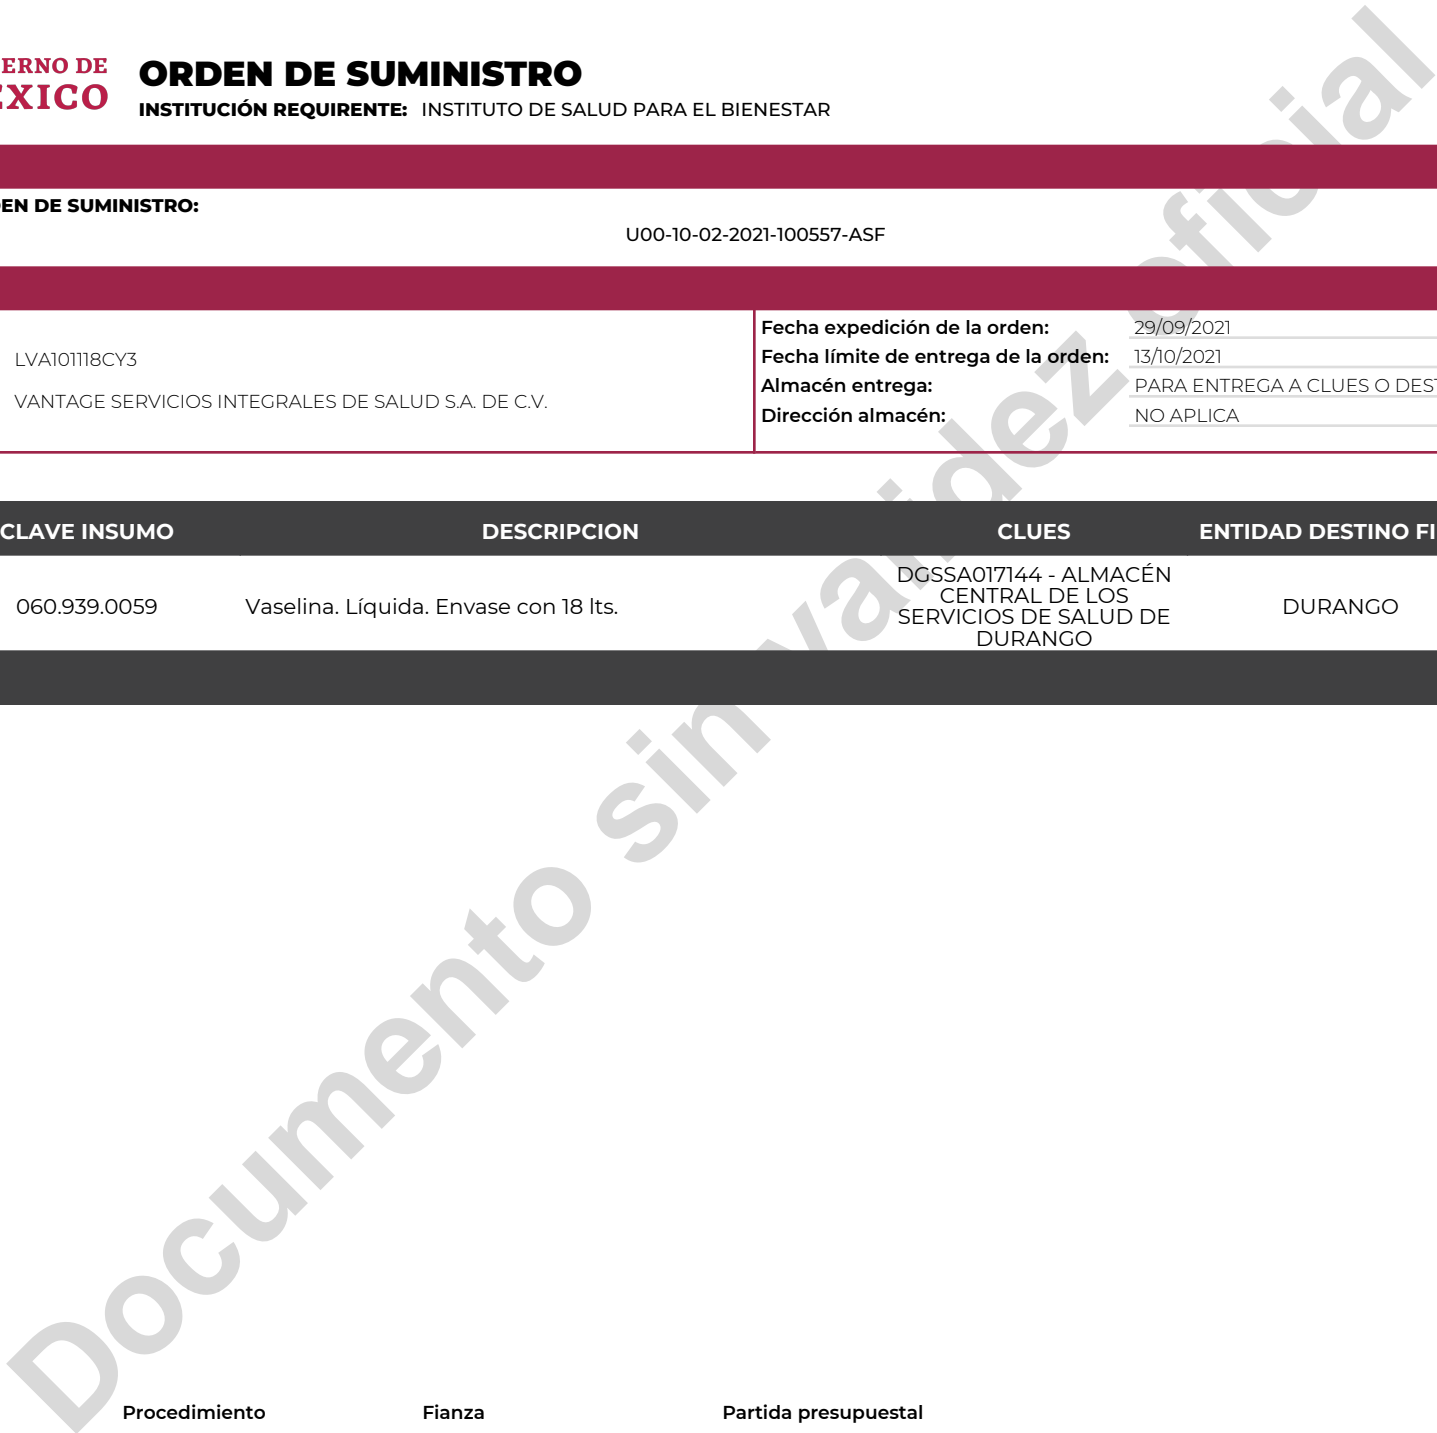 ERNO DE
EXICO
ORDEN DE SUMINISTRO
INSTITUCIÓN REQUIRENTE: INSTITUTO DE SALUD PARA EL BIENESTAR
EN DE SUMINISTRO:
U00-10-02-2021-100557-ASF
LVA101118CY3
VANTAGE SERVICIOS INTEGRALES DE SALUD S.A. DE C.V.
Fecha expedición de la orden: 29/09/2021
Fecha límite de entrega de la orden: 13/10/2021
Almacén entrega: PARA ENTREGA A CLUES O DEST
Dirección almacén: NO APLICA
CLAVE INSUMO DESCRIPCION CLUES ENTIDAD DESTINO FI
060.939.0059 Vaselina. Líquida. Envase con 18 lts. DGSSA017144 - ALMACÉN CENTRAL DE LOS SERVICIOS DE SALUD DE DURANGO DURANGO
Documento sin validez oficial
Procedimiento Fianza Partida presupuestal